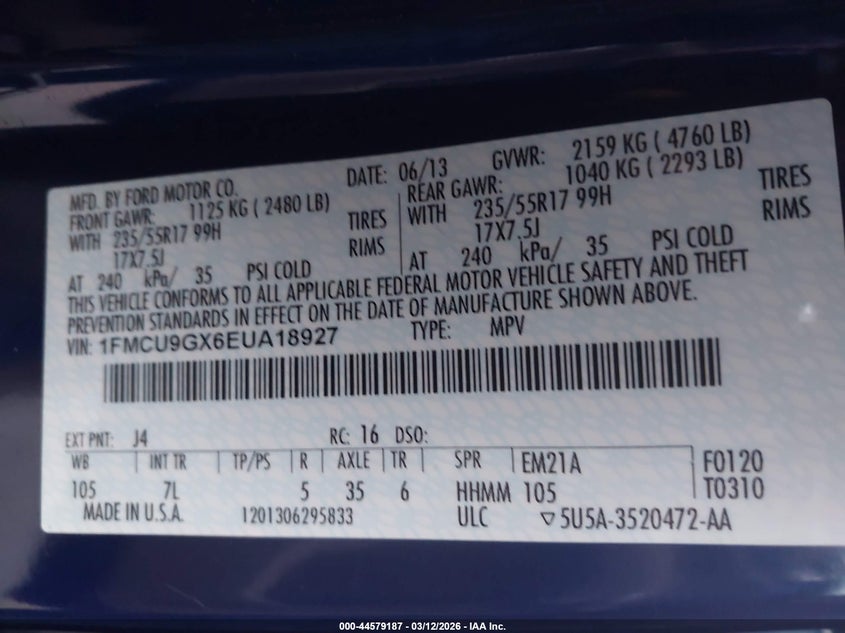 MFD. BY FORD MOTOR CO.
DATE: 06/13 GVWR: 2159 KG ( 4760 LB)
FRONT GAWR: 1125 KG ( 2480 LB)
REAR GAWR: 1040 KG ( 2293 LB)
WITH 235/55R17 99H TIRES
WITH 235/55R17 99H TIRES
17X7.5J RIMS
17X7.5J RIMS
AT 240 kPa/ 35 PSI COLD
AT 240 kPa/ 35 PSI COLD
THIS VEHICLE CONFORMS TO ALL APPLICABLE FEDERAL MOTOR VEHICLE SAFETY AND THEFT
PREVENTION STANDARDS IN EFFECT ON THE DATE OF MANUFACTURE SHOWN ABOVE.
VIN: 1FMCU9GX6EUA18927 TYPE: MPV
EXT PNT: J4 RC: 16 DSO:
WB INT TR TP/PS R AXLE TR SPR EM21A F0120
105 7L 5 35 6 HHMM 105 T0310
MADE IN U.S.A. 1201306295833 ULC ▽5U5A-3520472-AA
000-44579187 - 03/12/2026 - IAA Inc.